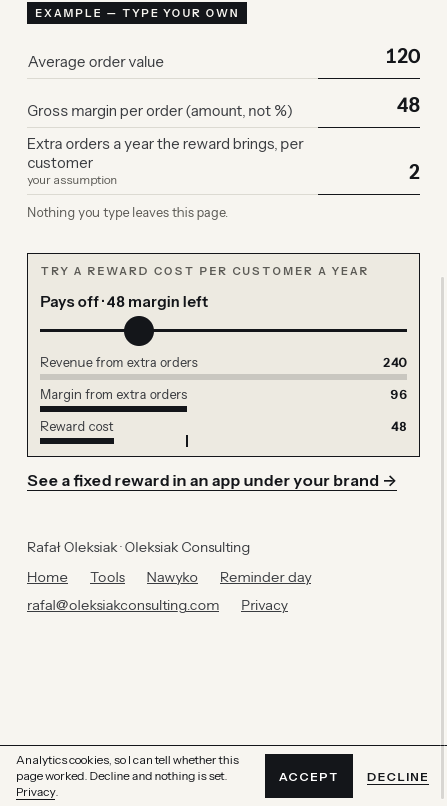 EXAMPLE — TYPE YOUR OWN
Average order value 120
Gross margin per order (amount, not %) 48
Extra orders a year the reward brings, per
customer
your assumption 2
Nothing you type leaves this page.
TRY A REWARD COST PER CUSTOMER A YEAR
Pays off · 48 margin left
Revenue from extra orders 240
Margin from extra orders 96
Reward cost 48
See a fixed reward in an app under your brand →
Rafał Oleksiak · Oleksiak Consulting
Home Tools Nawyko Reminder day
rafal@oleksiakconsulting.com Privacy
Analytics cookies, so I can tell whether this
page worked. Decline and nothing is set.
Privacy.
ACCEPT DECLINE